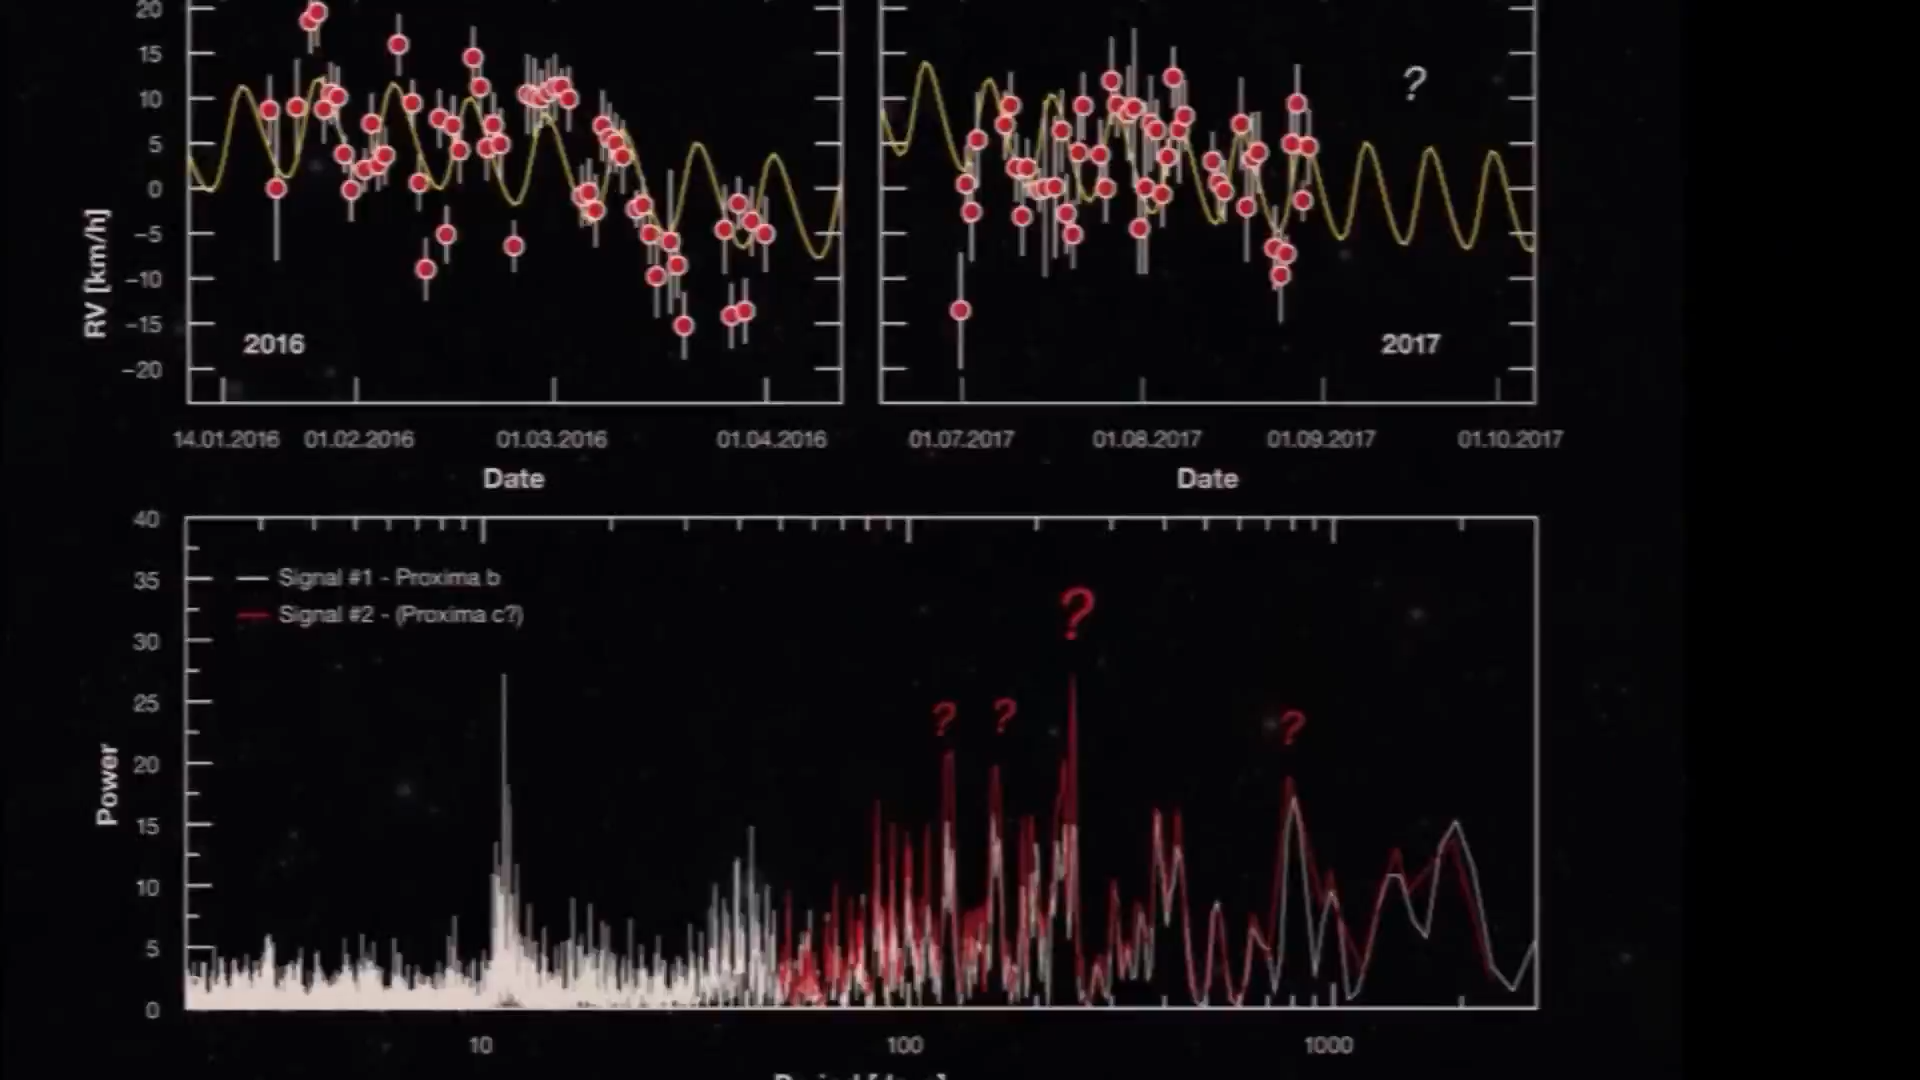 20
15
10
5
0
−5
−10
−15
−20
RV [km/h]
2016
?
2017
14.01.2016 01.02.2016 01.03.2016 01.04.2016
01.07.2017 01.08.2017 01.09.2017 01.10.2017
Date
Date
40
35
30
25
20
15
10
5
0
Power
Signal #1 - Proxima b
Signal #2 - (Proxima c?)
?
? ? ?
10 100 1000